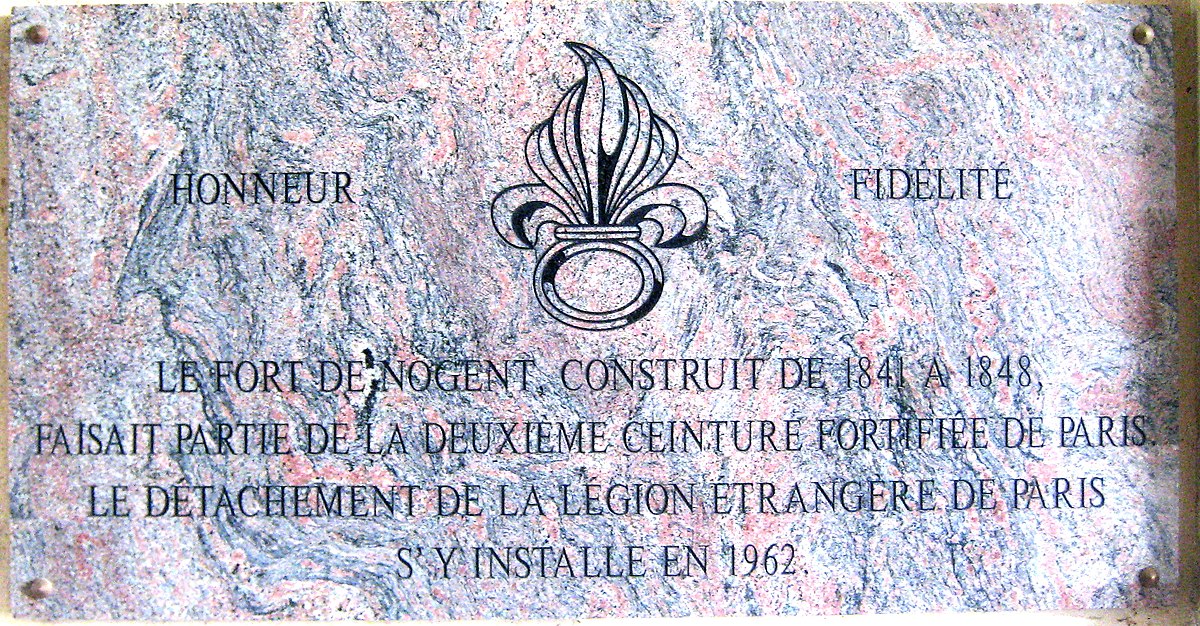 HONNEUR FIDÉLITÉ
LE FORT DE NOGENT, CONSTRUIT DE 1841 A 1848,
FAISAIT PARTIE DE LA DEUXIÈME CEINTURE FORTIFIÉE DE PARIS.
LE DÉTACHEMENT DE LA LÉGION ÉTRANGÈRE DE PARIS
S' Y INSTALLE EN 1962.